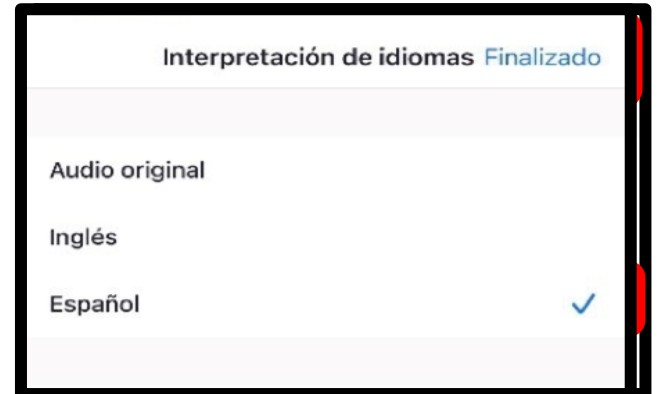 Interpretación de idiomas Finalizado
Audio original
Inglés
Español